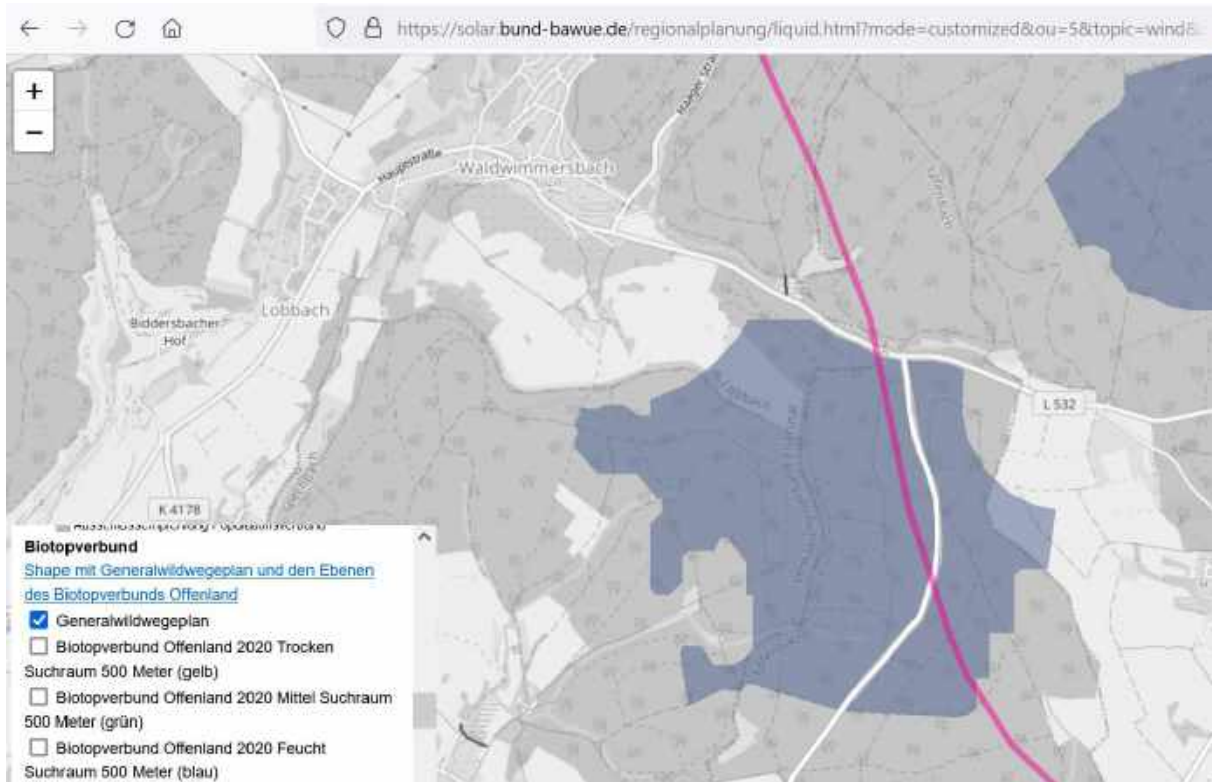 https://solar.bund-bawue.de/regionalplanung/liquid.html?mode=customized&ou=5&topic=wind&
+
−
Hauptstraße
Waldwimmersbach
Lobbach
Biddersbacher
Hof
L 532
K 4178
Biotopverbund
Shape mit Generalwildwegeplan und den Ebenen
des Biotopverbunds Offenland
Generalwildwegeplan
Biotopverbund Offenland 2020 Trocken
Suchraum 500 Meter (gelb)
Biotopverbund Offenland 2020 Mittel Suchraum
500 Meter (grün)
Biotopverbund Offenland 2020 Feucht
Suchraum 500 Meter (blau)